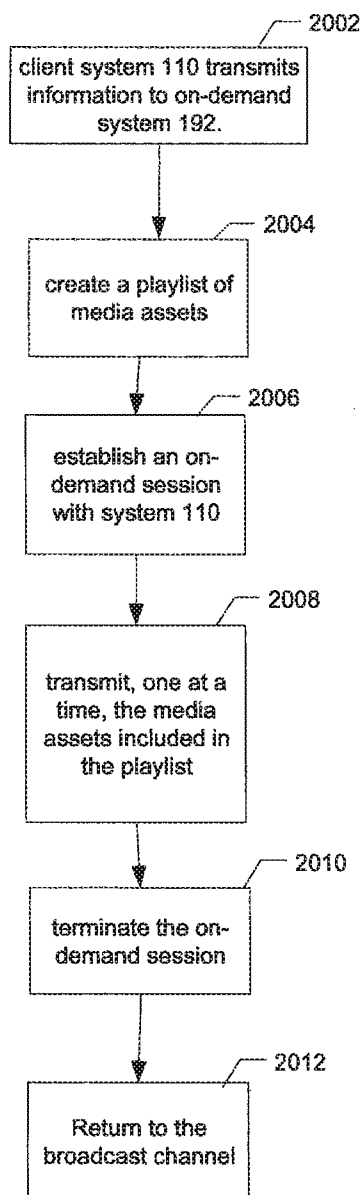 2002
client system 110 transmits
information to on-demand
system 192.
2004
create a playlist of
media assets
2006
establish an on-
demand session
with system 110
2008
transmit, one at a
time, the media
assets included in
the playlist
2010
terminate the on-
demand session
2012
Return to the
broadcast channel